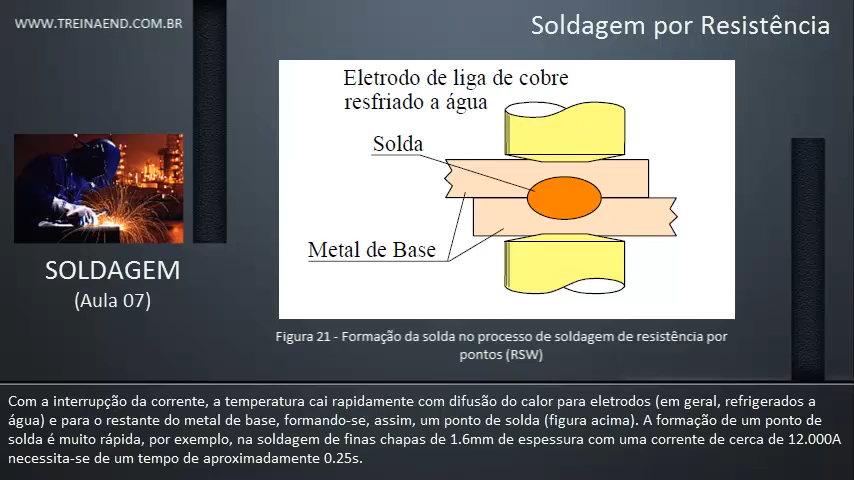 WWW.TREINAEND.COM.BR
Soldagem por Resistência
Eletrodo de liga de cobre
resfriado a água
Solda
Metal de Base
SOLDAGEM
(Aula 07)
Figura 21 - Formação da solda no processo de soldagem de resistência por
pontos (RSW)
Com a interrupção da corrente, a temperatura cai rapidamente com difusão do calor para eletrodos (em geral, refrigerados a
água) e para o restante do metal de base, formando-se, assim, um ponto de solda (figura acima). A formação de um ponto de
solda é muito rápida, por exemplo, na soldagem de finas chapas de 1.6mm de espessura com uma corrente de cerca de 12.000A
necessita-se de um tempo de aproximadamente 0.25s.